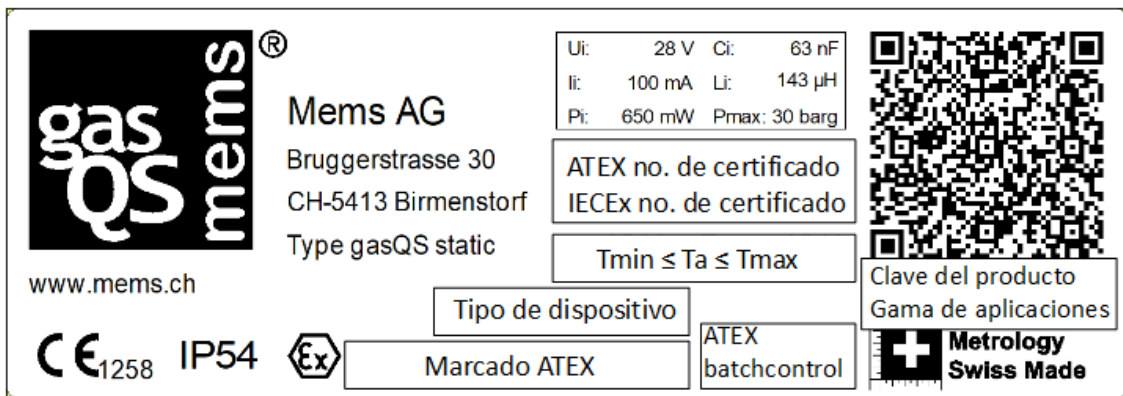 gas
QS
mems
®
Mems AG
Bruggerstrasse 30
CH-5413 Birmenstorf
Type gasQS static
www.mems.ch
CE 1258 IP54
Ex
Ui: 28 V Ci: 63 nF
Ii: 100 mA Li: 143 µH
Pi: 650 mW Pmax: 30 barg
ATEX no. de certificado
IECEx no. de certificado
Tmin ≤ Ta ≤ Tmax
Tipo de dispositivo
Marcado ATEX
ATEX
batchcontrol
Clave del producto
Gama de aplicaciones
Metrology
Swiss Made